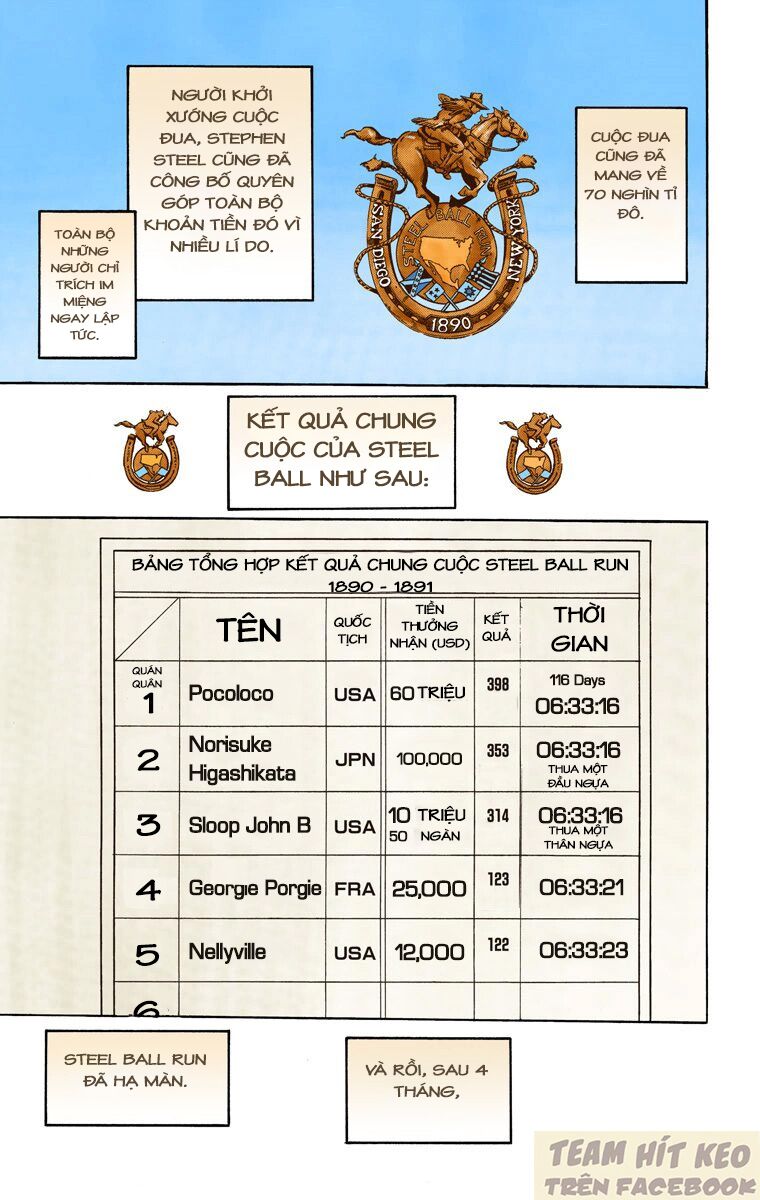 CUỘC ĐUA
CŨNG ĐÃ
MANG VỀ
70 NGHÌN TỈ
ĐÔ.
NGƯỜI KHỞI
XƯỚNG CUỘC
ĐUA, STEPHEN
STEEL CŨNG ĐÃ
CÔNG BỐ QUYÊN
GÓP TOÀN BỘ
KHOẢN TIỀN ĐÓ VÌ
NHIỀU LÍ DO.
TOÀN BỘ
NHỮNG
NGƯỜI CHỈ
TRÍCH IM
MIỆNG
NGAY LẬP
TỨC.
STEEL BALL RUN
SAN DIEGO
NEW YORK
1890
KẾT QUẢ CHUNG
CUỘC CỦA STEEL
BALL NHƯ SAU:
BẢNG TỔNG HỢP KẾT QUẢ CHUNG CUỘC STEEL BALL RUN
1890 - 1891
TÊN
QUỐC
TỊCH
TIỀN
THƯỞNG
NHẬN (USD)
KẾT
QUẢ
THỜI
GIAN
QUÁN
QUÂN
1
Pocoloco
USA
60 TRIỆU
398
116 Days
06:33:16
2
Norisuke
Higashikata
JPN
100,000
353
06:33:16
THUA MỘT
ĐẦU NGỰA
3
Sloop John B
USA
10 TRIỆU
50 NGÀN
314
06:33:16
THUA MỘT
THÂN NGỰA
4
Georgie Porgie
FRA
25,000
123
06:33:21
5
Nellyville
USA
12,000
122
06:33:23
6
STEEL BALL RUN
ĐÃ HẠ MÀN.
VÀ RỒI, SAU 4
THÁNG,
TEAM HÍT KEO
TRÊN FACEBOOK